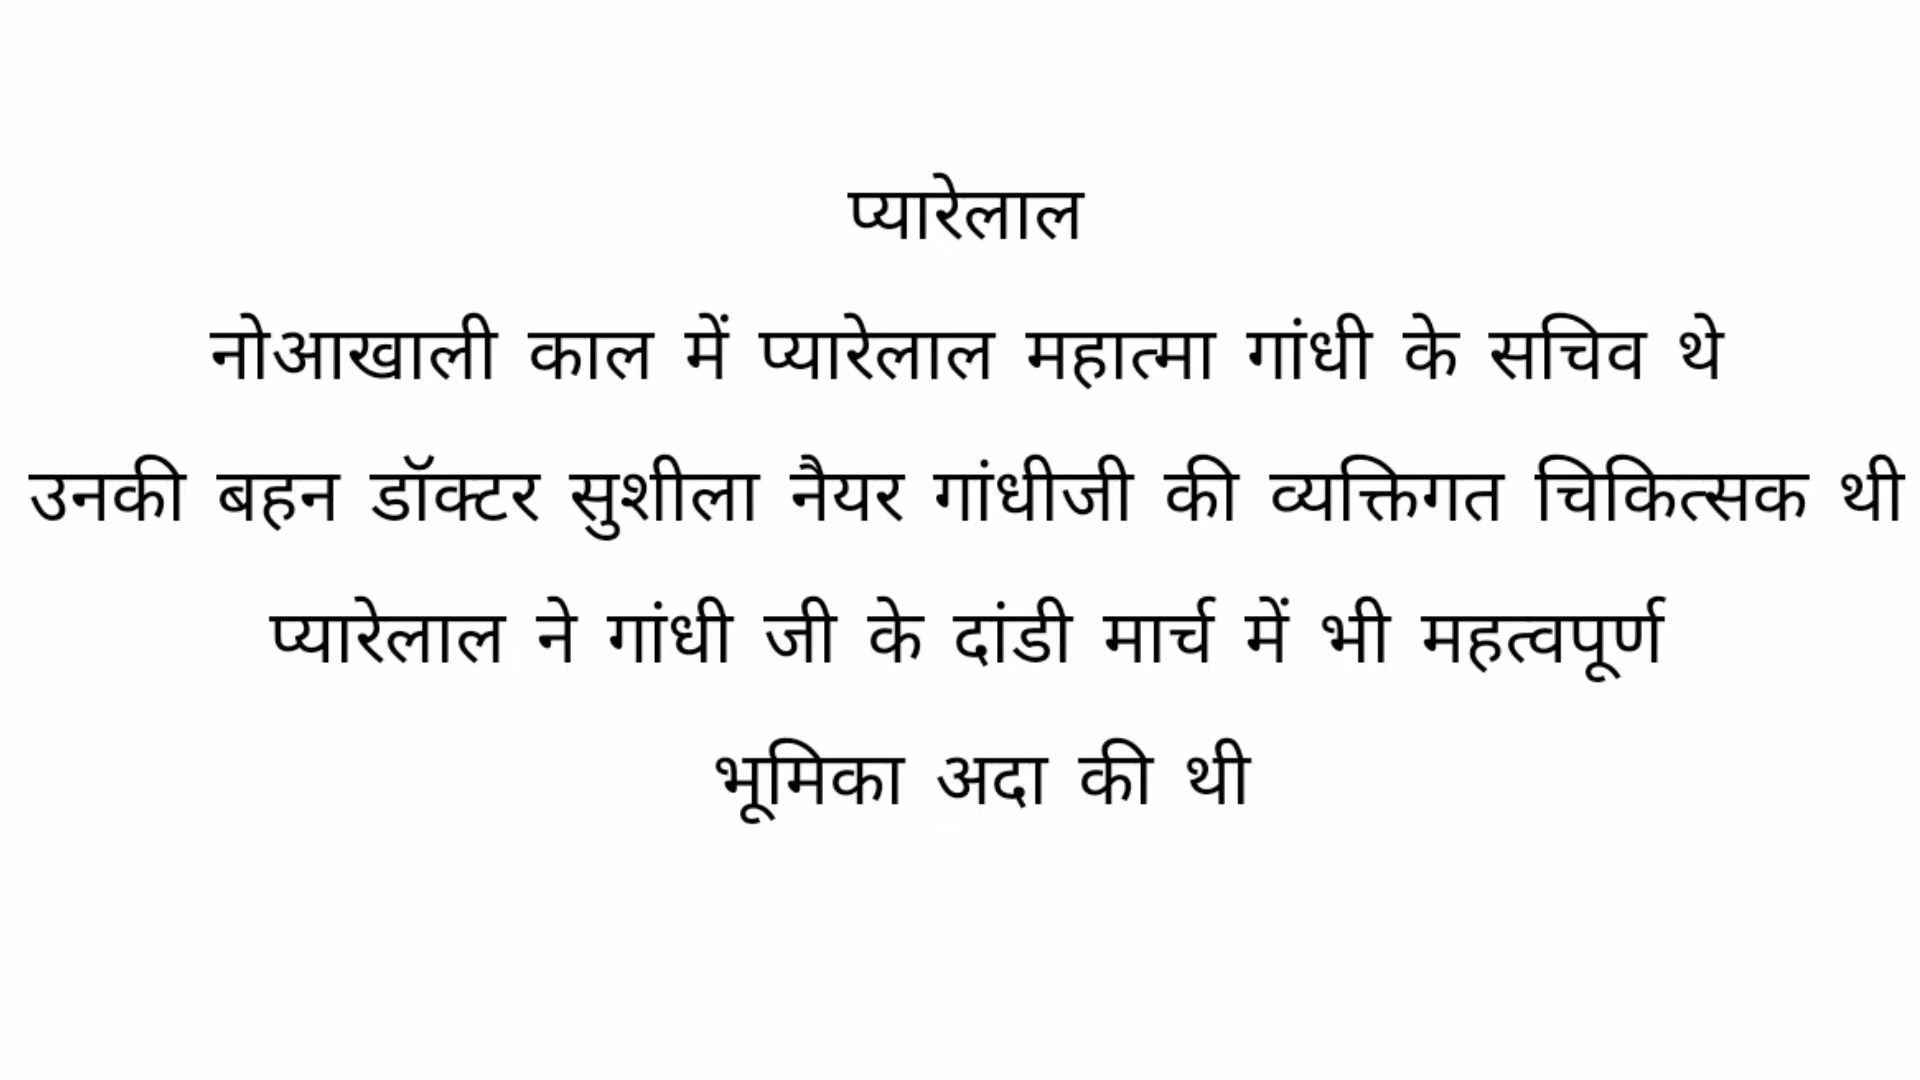 प्यारेलाल
नोआखाली काल में प्यारेलाल महात्मा गांधी के सचिव थे
उनकी बहन डॉक्टर सुशीला नैयर गांधीजी की व्यक्तिगत चिकित्सक थी
प्यारेलाल ने गांधी जी के दांडी मार्च में भी महत्वपूर्ण
भूमिका अदा की थी